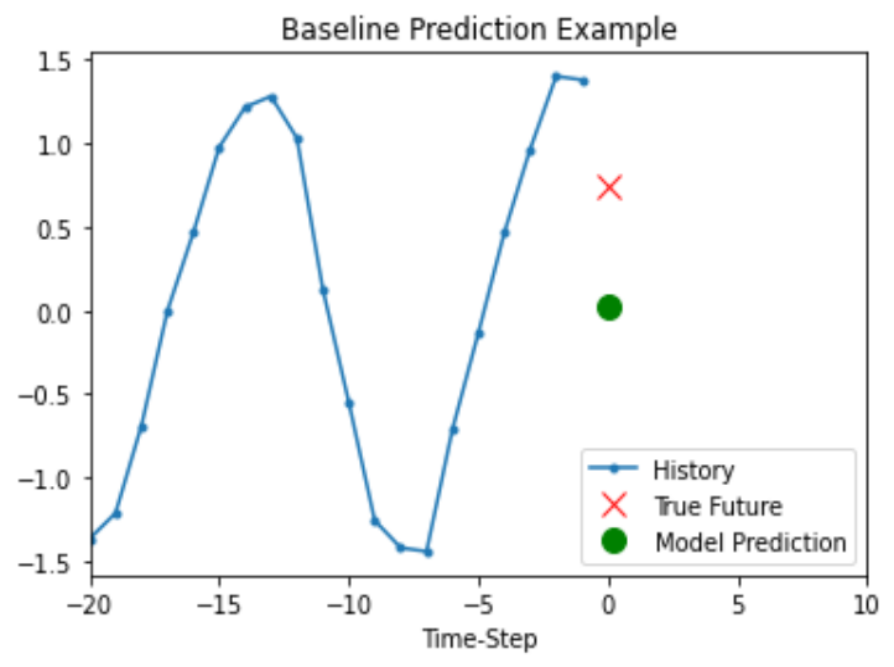 Baseline Prediction Example
1.5
1.0
0.5
0.0
−0.5
−1.0
−1.5
History
True Future
Model Prediction
−20 −15 −10 −5 0 5 10
Time-Step